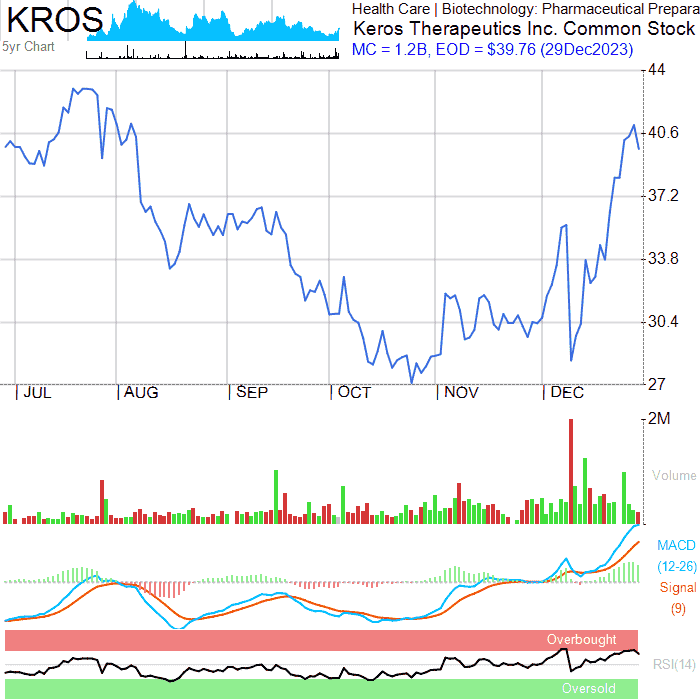 KROS
5yr Chart
Health Care | Biotechnology: Pharmaceutical Prepara
Keros Therapeutics Inc. Common Stock
MC = 1.2B, EOD = $39.76 (29Dec2023)
44
40.6
37.2
33.8
30.4
27
JUL
AUG
SEP
OCT
NOV
DEC
2M
Volume
MACD
(12-26)
Signal
(9)
Overbought
RSI(14)
Oversold